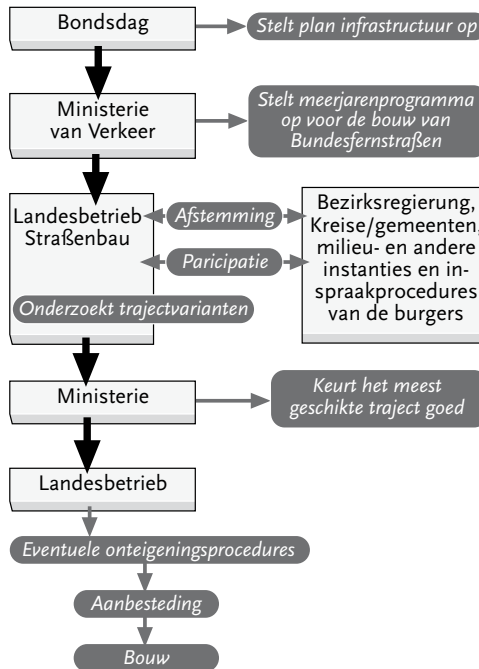 Bondsdag
Stelt plan infrastructuur op
Ministerie
van Verkeer
Stelt meerjarenprogramma
op voor de bouw van
Bundesfernstraßen
Landesbetrieb
Straßenbau
Afstemming
Paricipatie
Onderzoekt trajectvarianten
Bezirksregierung,
Kreise/gemeenten,
milieu- en andere
instanties en in-
spraakprocedures
van de burgers
Ministerie
Keurt het meest
geschikte traject goed
Landesbetrieb
Eventuele onteigeningsprocedures
Aanbesteding
Bouw